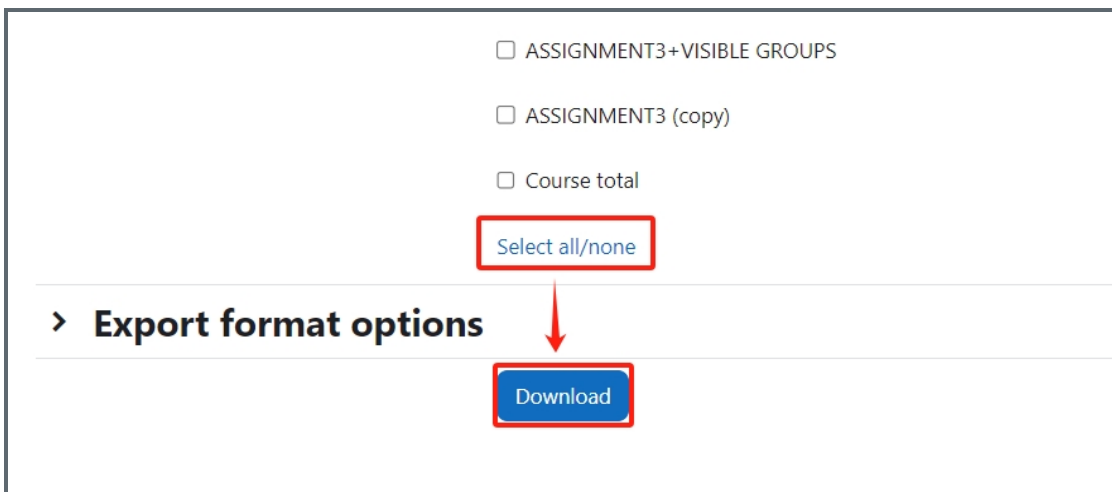 ASSIGNMENT3+VISIBLE GROUPS
ASSIGNMENT3 (copy)
Course total
Select all/none
Export format options
Download